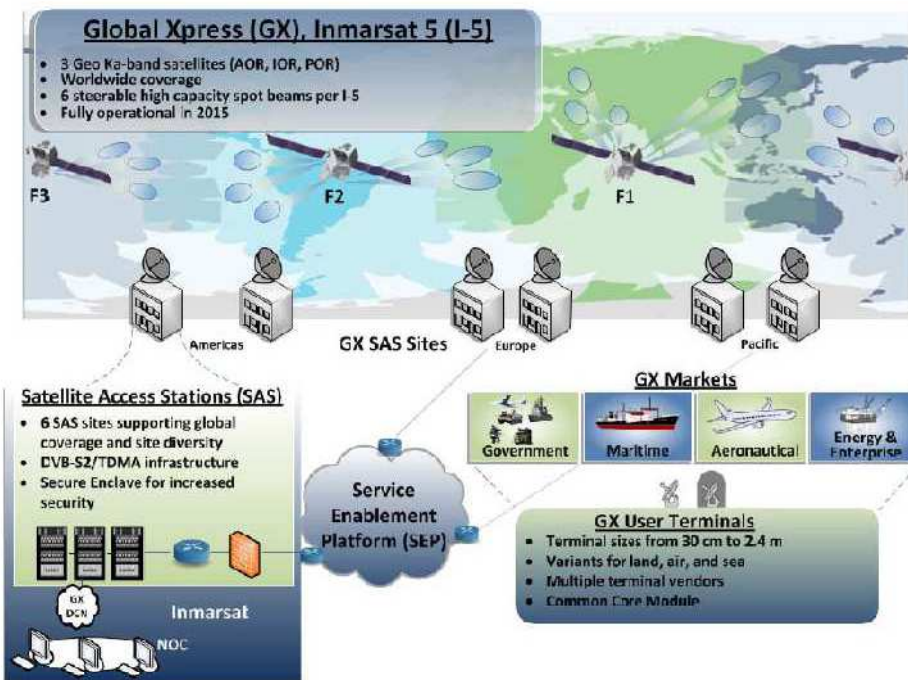 Global Xpress (GX), Inmarsat 5 (I-5)
• 3 Geo Ka-band satellites (AOR, IOR, POR)
• Worldwide coverage
• 6 steerable high capacity spot beams per I-5
• Fully operational in 2015
F3
F2
F1
Americas
GX SAS Sites
Europe
Pacific
Satellite Access Stations (SAS)
• 6 SAS sites supporting global
coverage and site diversity
• DVB-S2/TDMA infrastructure
• Secure Enclave for increased
security
GX
DCN
Inmarsat
NOC
Service
Enablement
Platform (SEP)
GX Markets
Government
Maritime
Aeronautical
Energy &
Enterprise
GX User Terminals
• Terminal sizes from 30 cm to 2.4 m
• Variants for land, air, and sea
• Multiple terminal vendors
• Common Core Module